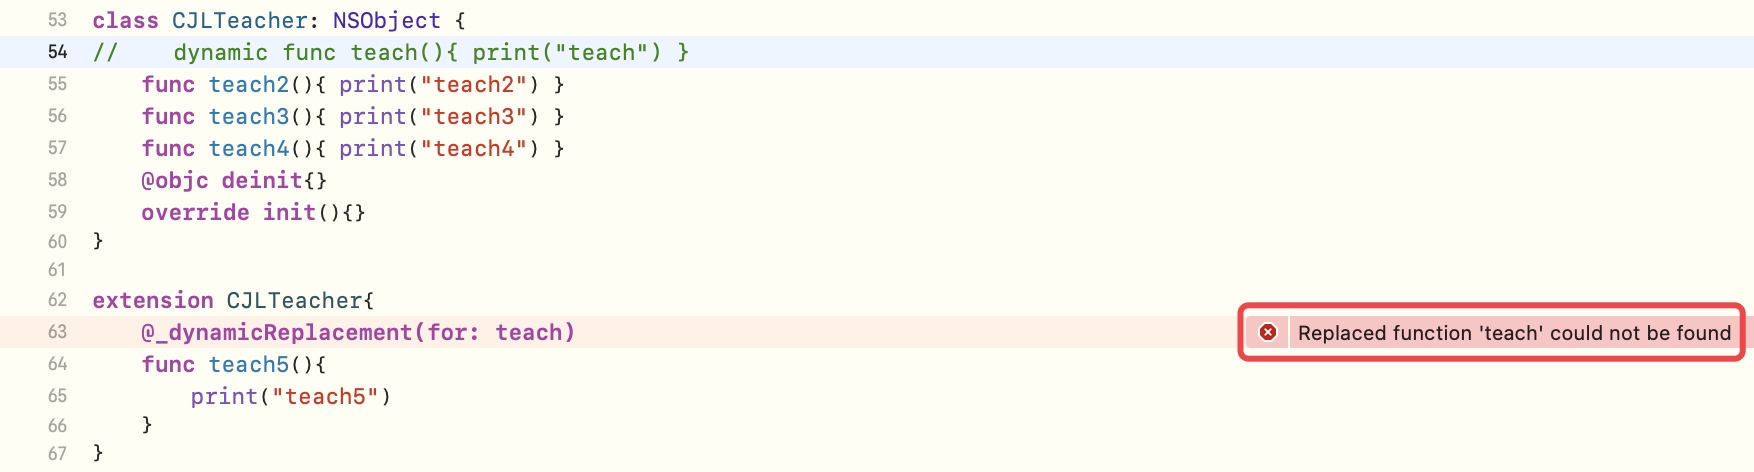 53 class CJLTeacher: NSObject {
54 //    dynamic func teach(){ print("teach") }
55     func teach2(){ print("teach2") }
56     func teach3(){ print("teach3") }
57     func teach4(){ print("teach4") }
58     @objc deinit{}
59     override init(){}
60 }
61
62 extension CJLTeacher{
63     @_dynamicReplacement(for: teach) Replaced function 'teach' could not be found
64     func teach5(){
65         print("teach5")
66     }
67 }